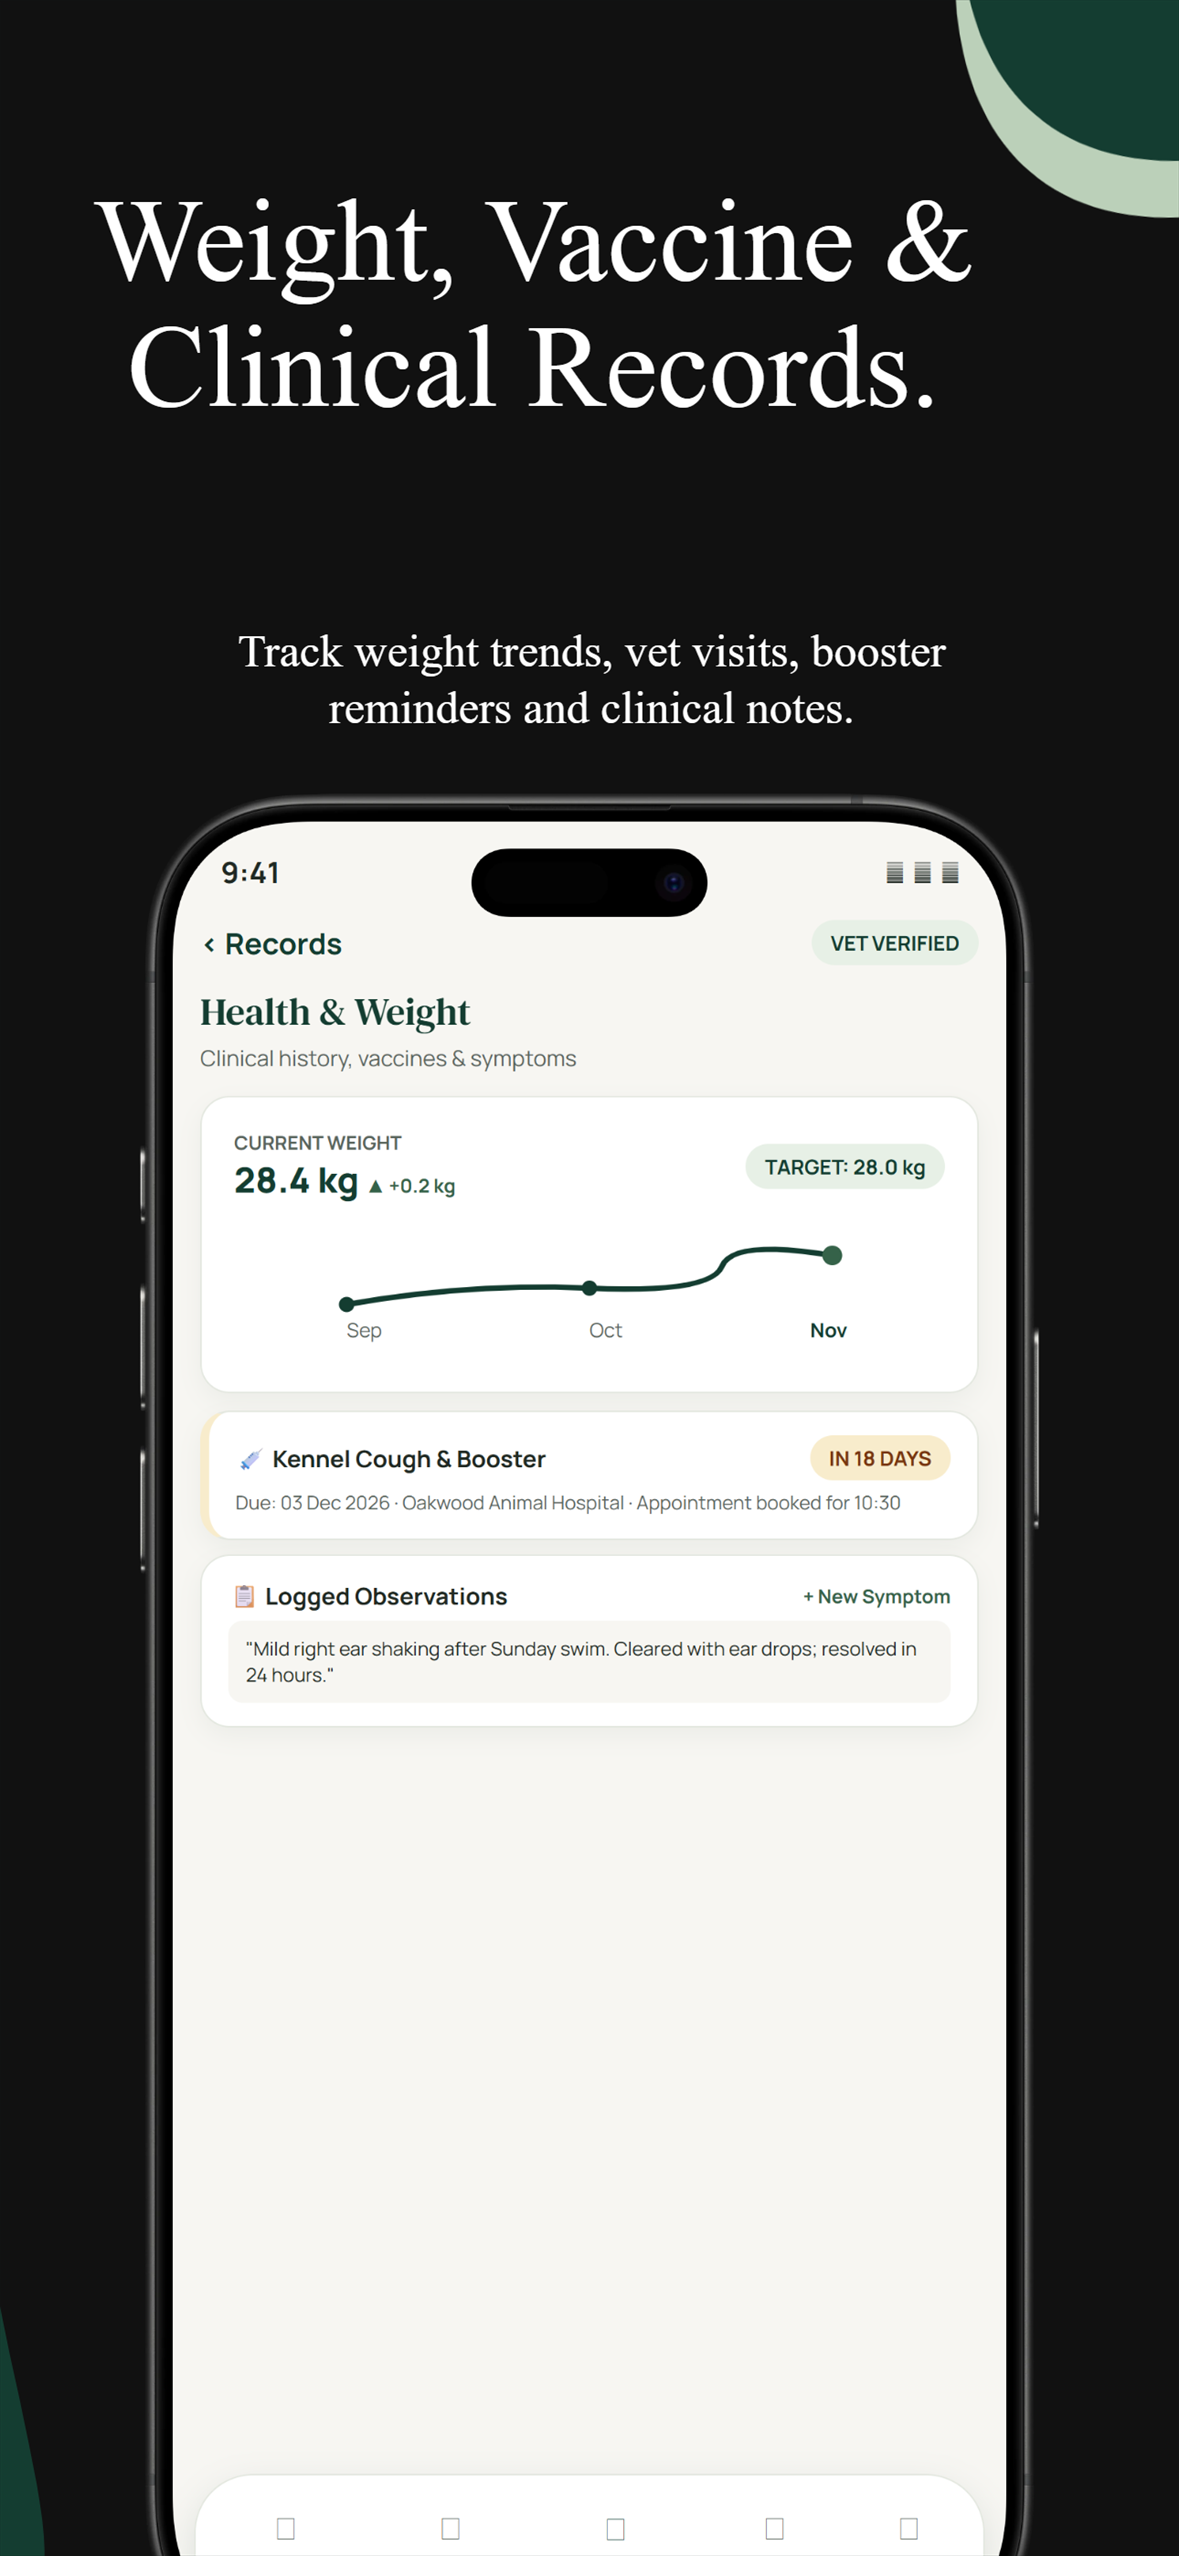 Weight, Vaccine &
Clinical Records.
Track weight trends, vet visits, booster
reminders and clinical notes.
9:41
‹ Records
VET VERIFIED
Health & Weight
Clinical history, vaccines & symptoms
CURRENT WEIGHT
28.4 kg ▲ +0.2 kg
TARGET: 28.0 kg
Sep Oct Nov
Kennel Cough & Booster
IN 18 DAYS
Due: 03 Dec 2026 · Oakwood Animal Hospital · Appointment booked for 10:30
Logged Observations
+ New Symptom
"Mild right ear shaking after Sunday swim. Cleared with ear drops; resolved in
24 hours."